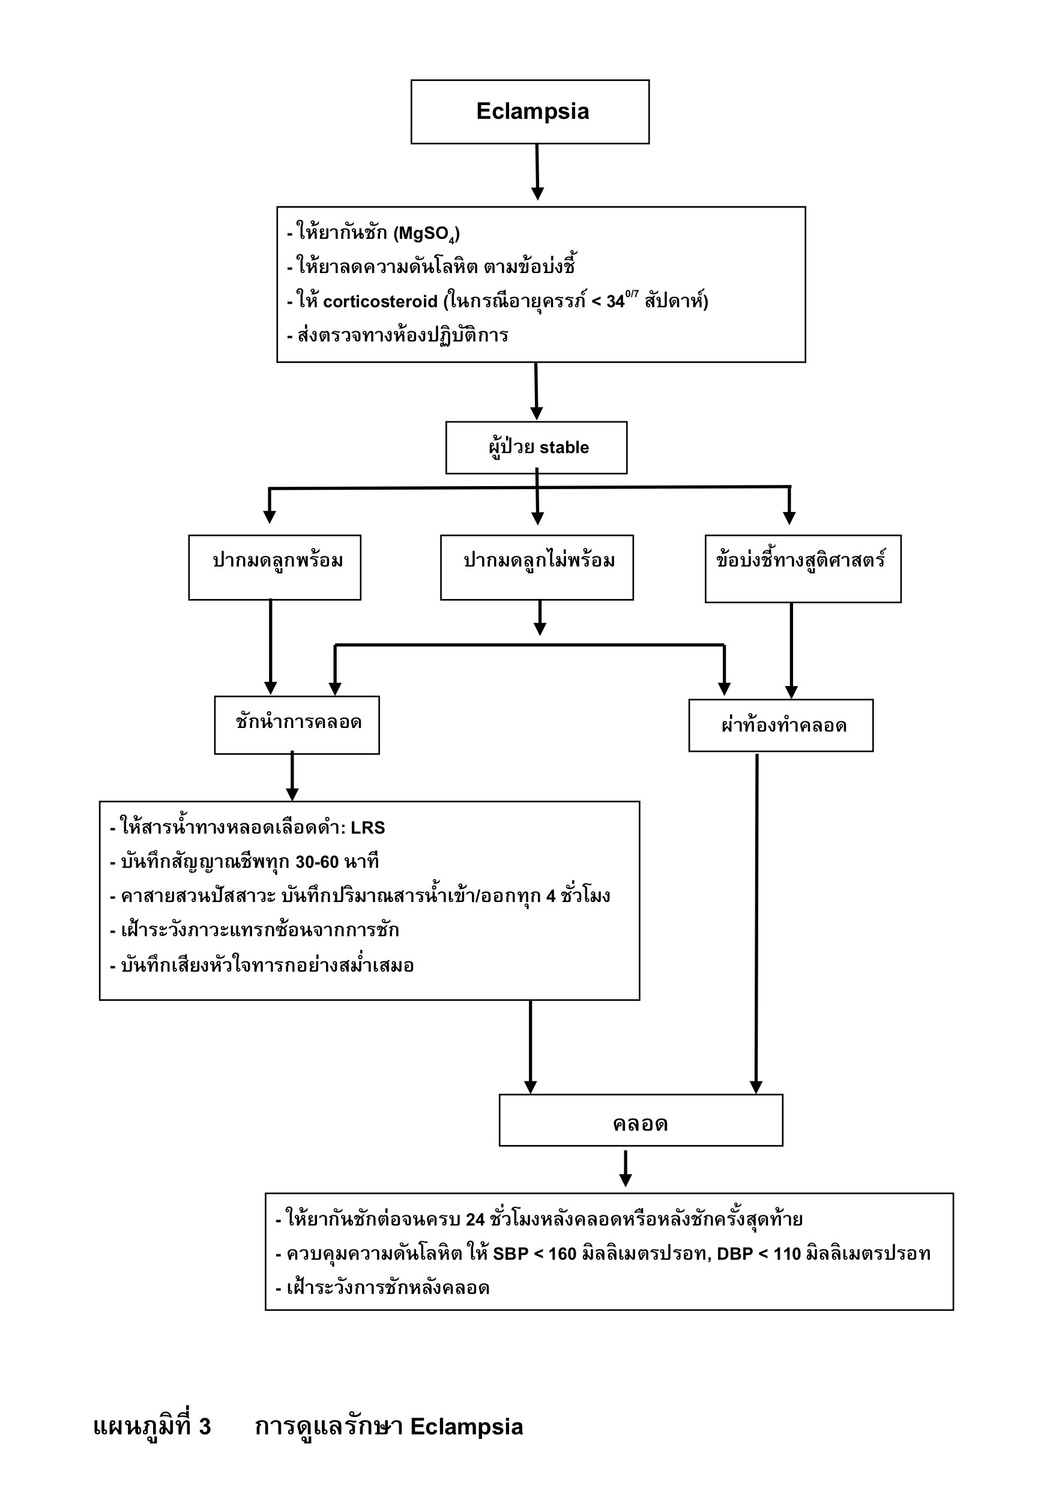 Eclampsia
- ให้ยากันชัก (MgSO₄)
- ให้ยาลดความดันโลหิต ตามข้อบ่งชี้
- ให้ corticosteroid (ในกรณีอายุครรภ์ < 34⁰/⁷ สัปดาห์)
- ส่งตรวจทางห้องปฏิบัติการ
ผู้ป่วย stable
ปากมดลูกพร้อม
ปากมดลูกไม่พร้อม
ข้อบ่งชี้ทางสูติศาสตร์
ชักนำการคลอด
ผ่าท้องทำคลอด
- ให้สารน้ำทางหลอดเลือดดำ: LRS
- บันทึกสัญญาณชีพทุก 30-60 นาที
- คาสายสวนปัสสาวะ บันทึกปริมาณสารน้ำเข้า/ออกทุก 4 ชั่วโมง
- เฝ้าระวังภาวะแทรกซ้อนจากการชัก
- บันทึกเสียงหัวใจทารกอย่างสม่ำเสมอ
คลอด
- ให้ยากันชักต่อจนครบ 24 ชั่วโมงหลังคลอดหรือหลังชักครั้งสุดท้าย
- ควบคุมความดันโลหิต ให้ SBP < 160 มิลลิเมตรปรอท, DBP < 110 มิลลิเมตรปรอท
- เฝ้าระวังการชักหลังคลอด
แผนภูมิที่ 3 การดูแลรักษา Eclampsia